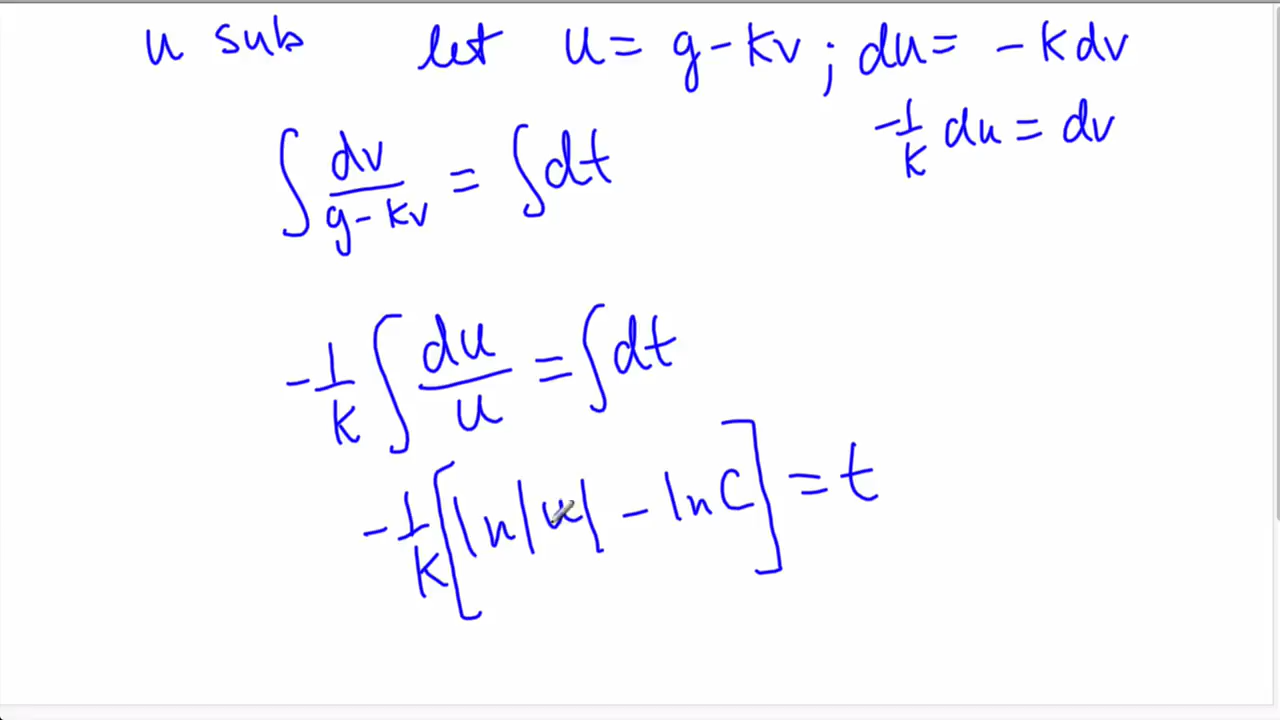 u sub let u = g - kv ; du = - k dv
-1/k du = dv
∫ dv/(g - kv) = ∫ dt
-1/k ∫ du/u = ∫ dt
-1/k [ln|u| - ln C] = t